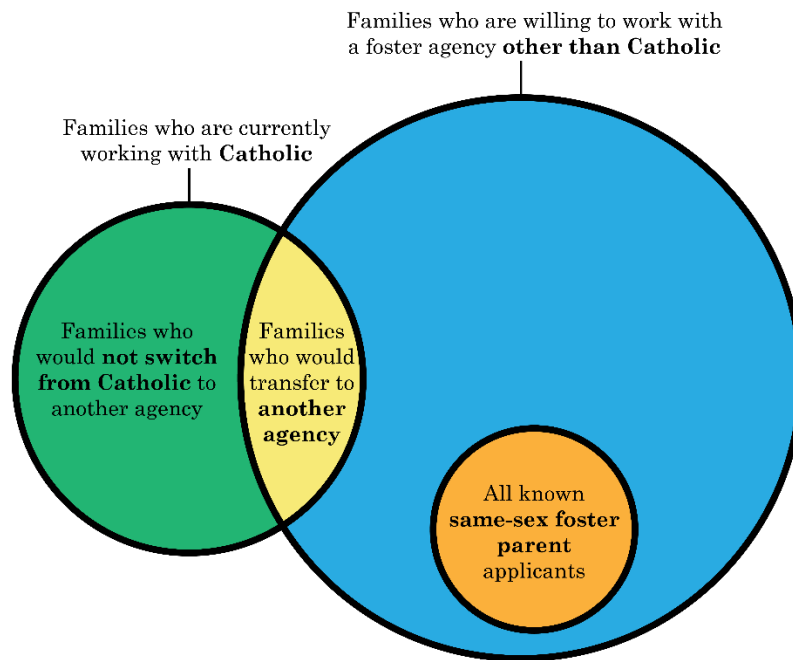 Families who are willing to work with
a foster agency other than Catholic
Families who are currently
working with Catholic
Families who
would not switch
from Catholic to
another agency
Families
who would
transfer to
another
agency
All known
same-sex foster
parent
applicants